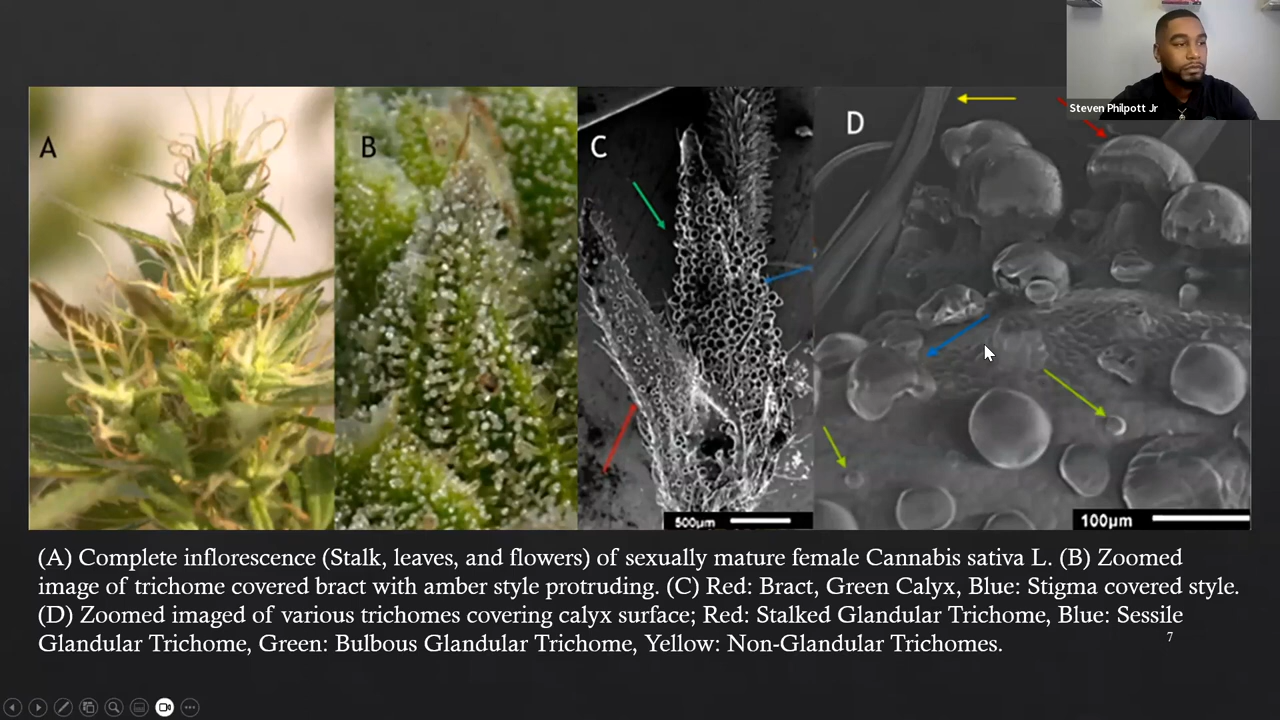 Steven Philpott Jr
A
B
C
D
500µm
100µm
(A) Complete inflorescence (Stalk, leaves, and flowers) of sexually mature female Cannabis sativa L. (B) Zoomed
image of trichome covered bract with amber style protruding. (C) Red: Bract, Green Calyx, Blue: Stigma covered style.
(D) Zoomed imaged of various trichomes covering calyx surface; Red: Stalked Glandular Trichome, Blue: Sessile
Glandular Trichome, Green: Bulbous Glandular Trichome, Yellow: Non-Glandular Trichomes.
7